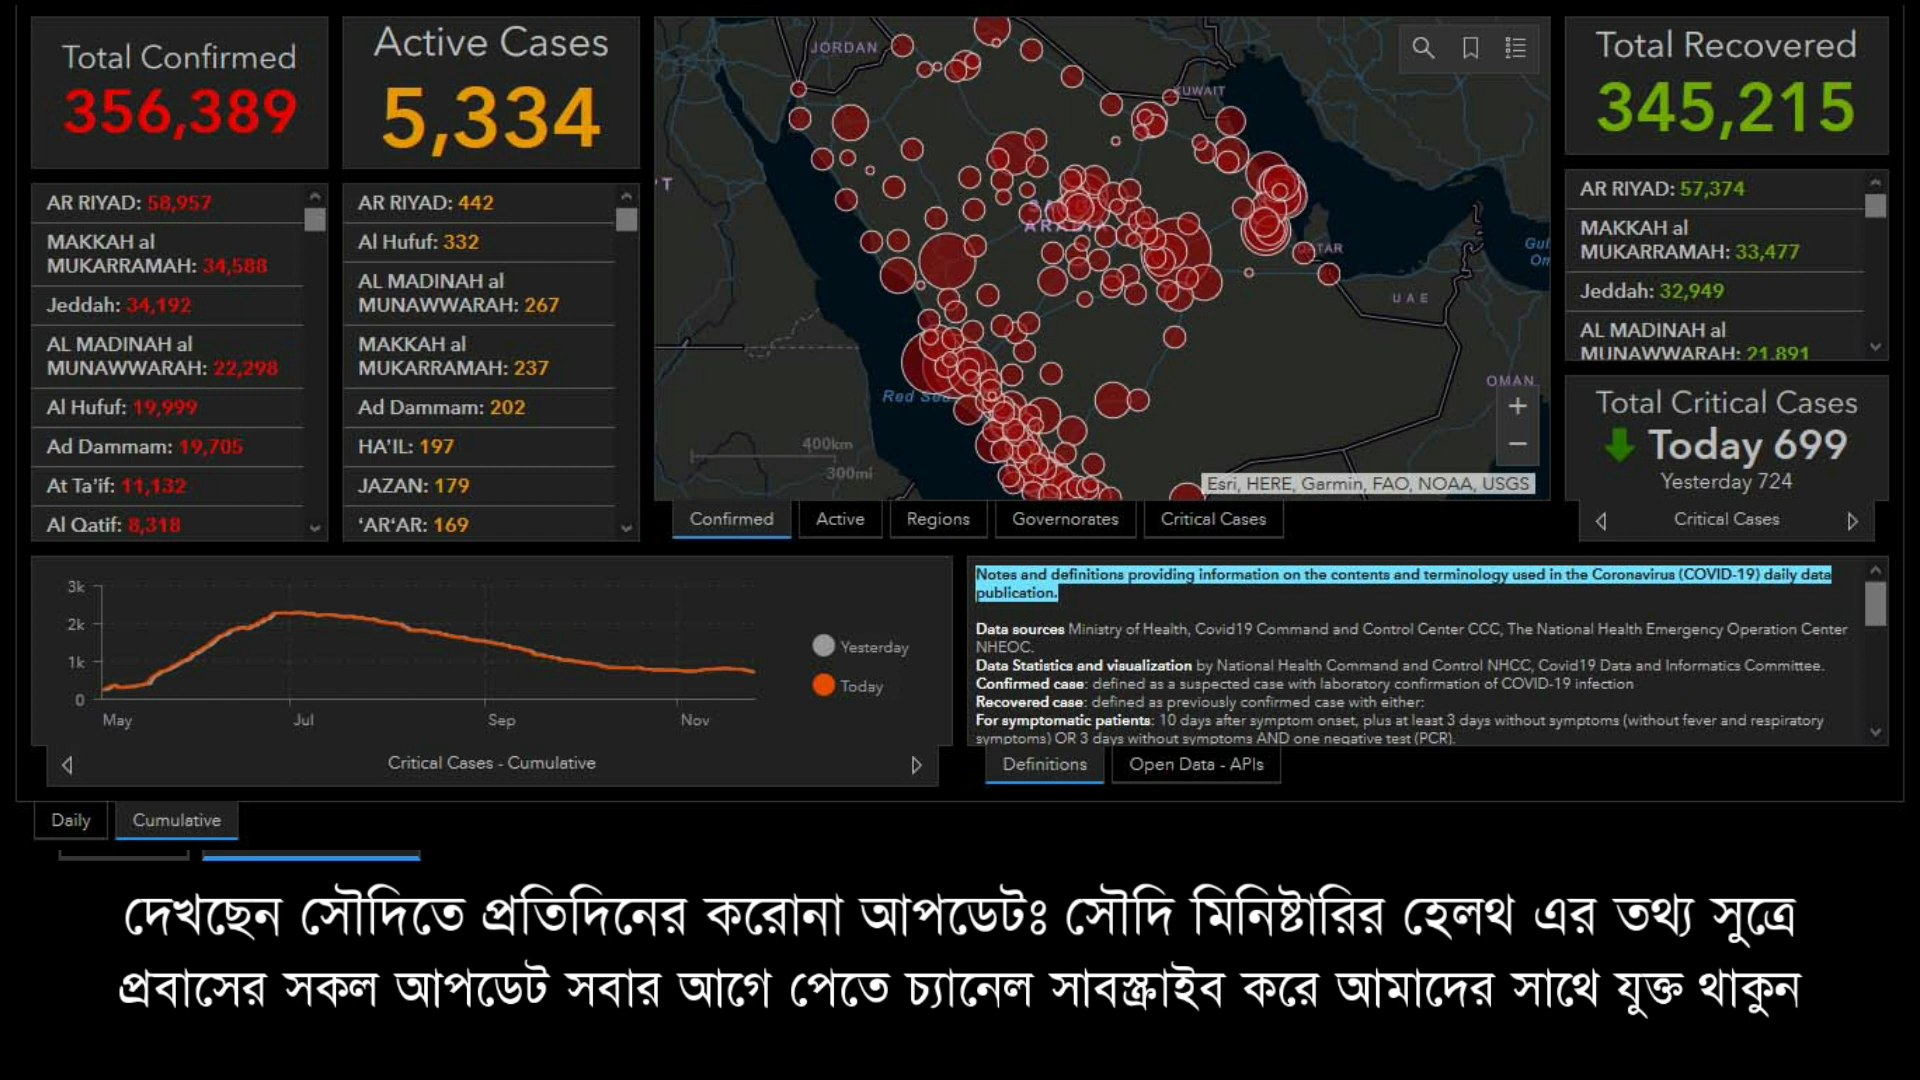 Total Confirmed
356,389
AR RIYAD: 58,957
MAKKAH al
MUKARRAMAH: 34,588
Jeddah: 34,192
AL MADINAH al
MUNAWWARAH: 22,298
Al Hufuf: 19,999
Ad Dammam: 19,705
At Ta'if: 11,132
Al Qatif: 8,318
Active Cases
5,334
AR RIYAD: 442
Al Hufuf: 332
AL MADINAH al
MUNAWWARAH: 267
MAKKAH al
MUKARRAMAH: 237
Ad Dammam: 202
HA'IL: 197
JAZAN: 179
'AR'AR: 169
JORDAN
KUWAIT
ARABIA
QATAR
UAE
OMAN
Red Sea
400km
300mi
Esri, HERE, Garmin, FAO, NOAA, USGS
Confirmed
Active
Regions
Governorates
Critical Cases
Total Recovered
345,215
AR RIYAD: 57,374
MAKKAH al
MUKARRAMAH: 33,477
Jeddah: 32,949
AL MADINAH al
MUNAWWARAH: 21,891
Total Critical Cases
Today 699
Yesterday 724
Critical Cases
3k
2k
1k
0
May Jul Sep Nov
Yesterday
Today
Critical Cases - Cumulative
Notes and definitions providing information on the contents and terminology used in the Coronavirus (COVID-19) daily data
publication.
Data sources Ministry of Health, Covid19 Command and Control Center CCC, The National Health Emergency Operation Center
NHEOC.
Data Statistics and visualization by National Health Command and Control NHCC, Covid19 Data and Informatics Committee.
Confirmed case: defined as a suspected case with laboratory confirmation of COVID-19 infection
Recovered case: defined as previously confirmed case with either:
For symptomatic patients: 10 days after symptom onset, plus at least 3 days without symptoms (without fever and respiratory
symptoms) OR 3 days without symptoms AND one negative test (PCR).
Definitions
Open Data - APIs
Daily
Cumulative
দেখছেন সৌদিতে প্রতিদিনের করোনা আপডেটঃ সৌদি মিনিষ্টারির হেলথ এর তথ্য সুত্রে
প্রবাসের সকল আপডেট সবার আগে পেতে চ্যানেল সাবস্ক্রাইব করে আমাদের সাথে যুক্ত থাকুন